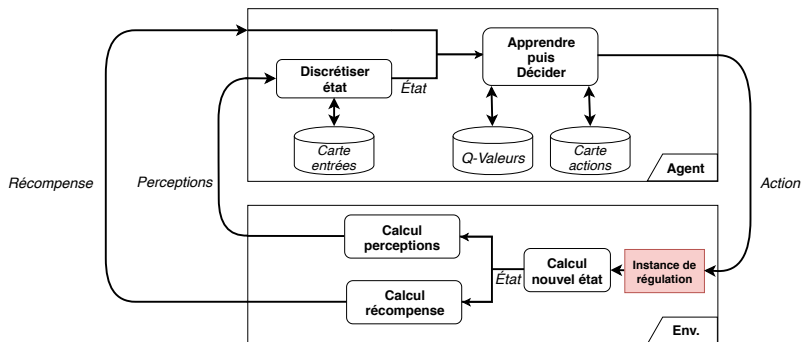 Apprendre
puis
Décider
Discrétiser
état
État
Carte
entrées
Q-Valeurs
Carte
actions
Agent
Récompense
Perceptions
Action
Calcul
perceptions
État
Calcul
nouvel état
Instance de
régulation
Calcul
récompense
Env.